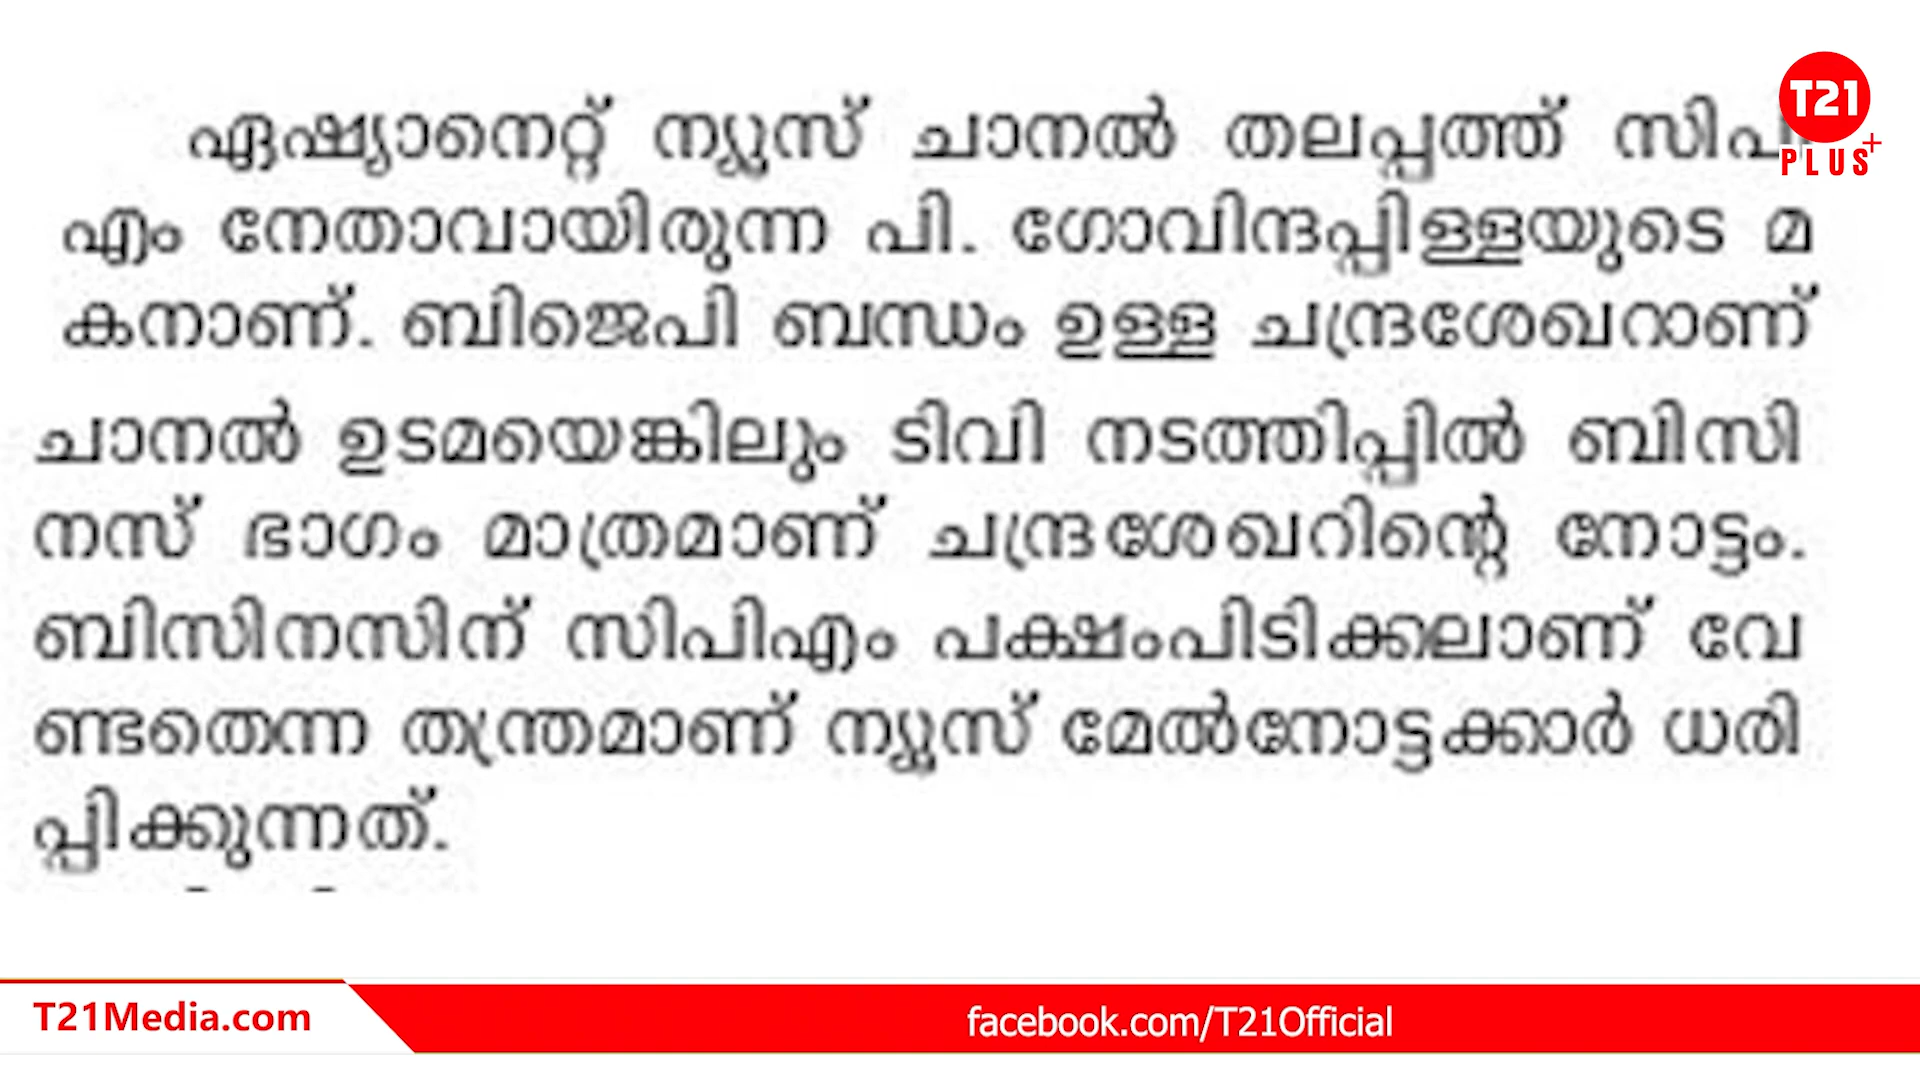 ഏഷ്യാനെറ്റ് ന്യൂസ് ചാനൽ തലപ്പത്ത് സിപി
എം നേതാവായിരുന്ന പി. ഗോവിന്ദപ്പിള്ളയുടെ മ
കനാണ്. ബിജെപി ബന്ധം ഉള്ള ചന്ദ്രശേഖറാണ്
ചാനൽ ഉടമയെങ്കിലും ടിവി നടത്തിപ്പിൽ ബിസി
നസ് ഭാഗം മാത്രമാണ് ചന്ദ്രശേഖറിന്റെ നോട്ടം.
ബിസിനസിന് സിപിഎം പക്ഷംപിടിക്കലാണ് വേ
ണ്ടതെന്ന തന്ത്രമാണ് ന്യൂസ് മേൽനോട്ടക്കാർ ധരി
പ്പിക്കുന്നത്.
T21
PLUS+
T21Media.com
facebook.com/T21Official